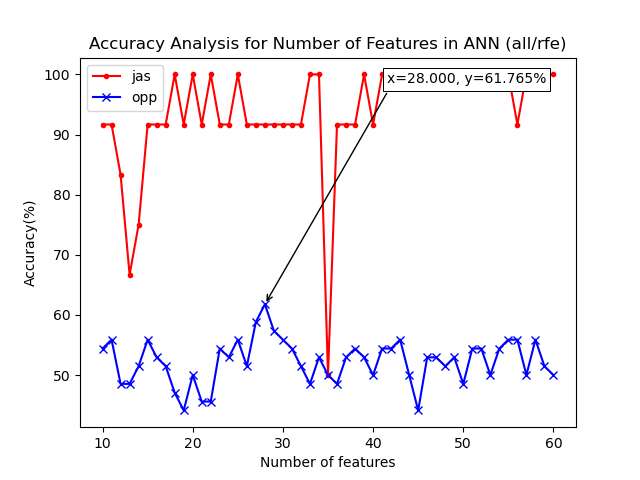 Accuracy Analysis for Number of Features in ANN (all/rfe)
jas
opp
x=28.000, y=61.765%
100
90
80
70
60
50
Accuracy(%)
10 20 30 40 50 60
Number of features